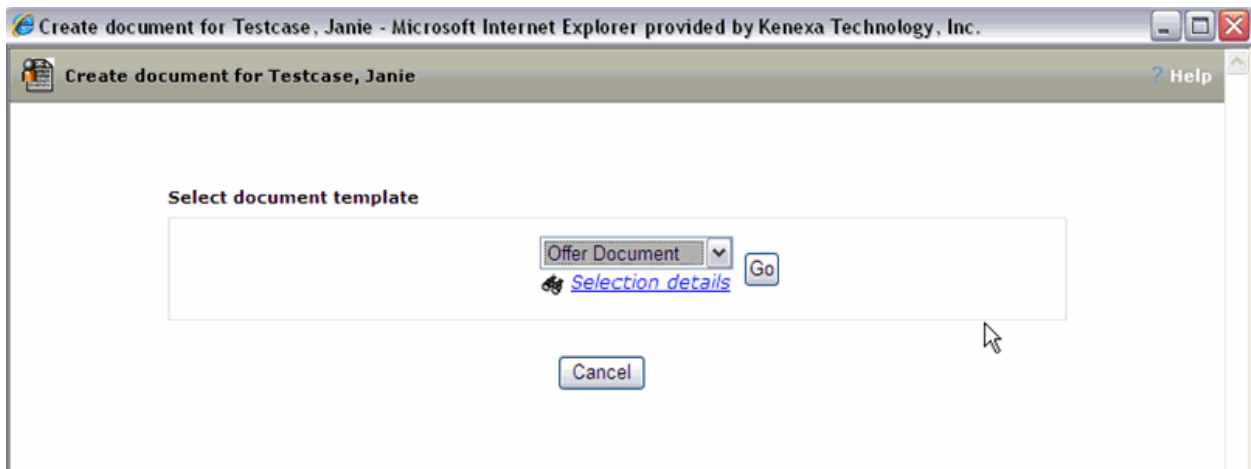 Create document for Testcase, Janie - Microsoft Internet Explorer provided by Kenexa Technology, Inc.
Create document for Testcase, Janie
? Help
Select document template
Offer Document
Go
Selection details
Cancel